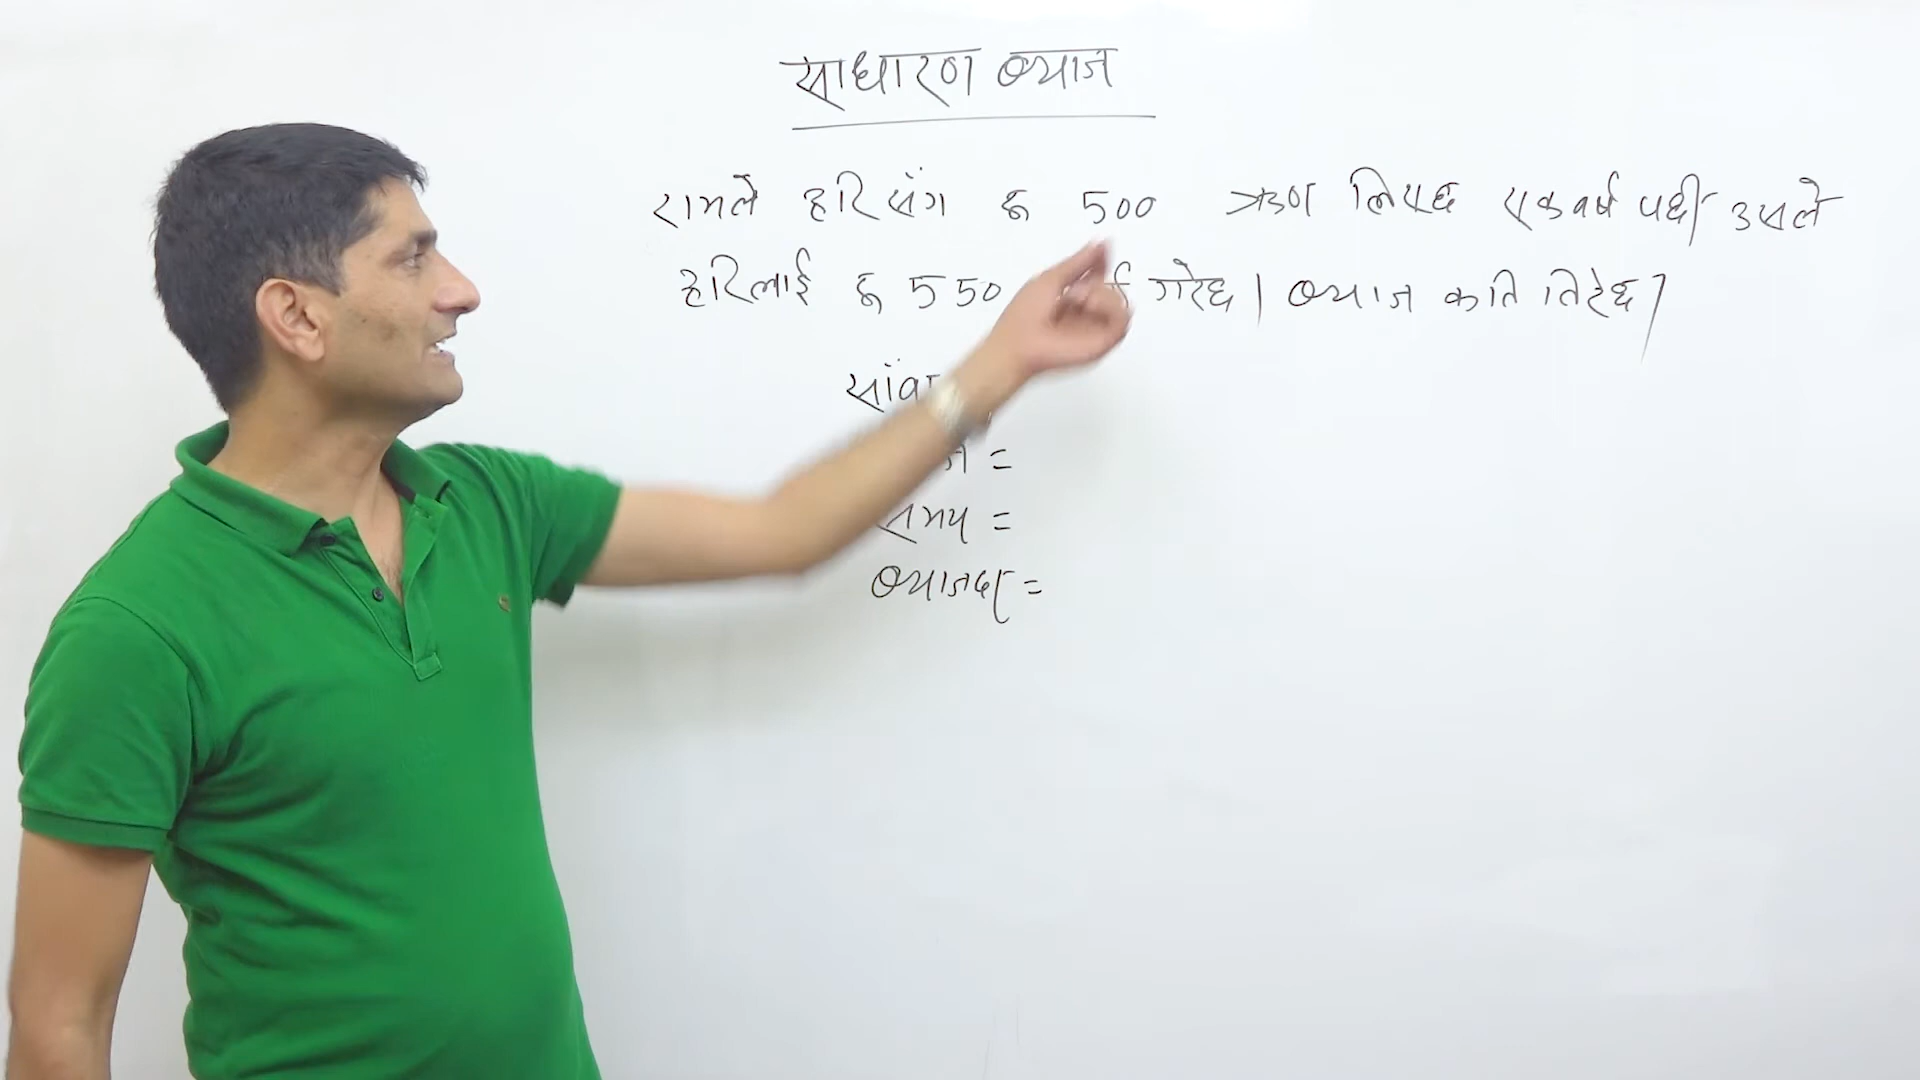 साधारण ब्याज
रामले हरिसंग रु 500 ऋण लिएछ एकवर्ष पछी उसले
हरिलाई रु 550 गरेछ । ब्याज कति तिरेछ ?
=
समय =
ब्याजदर =